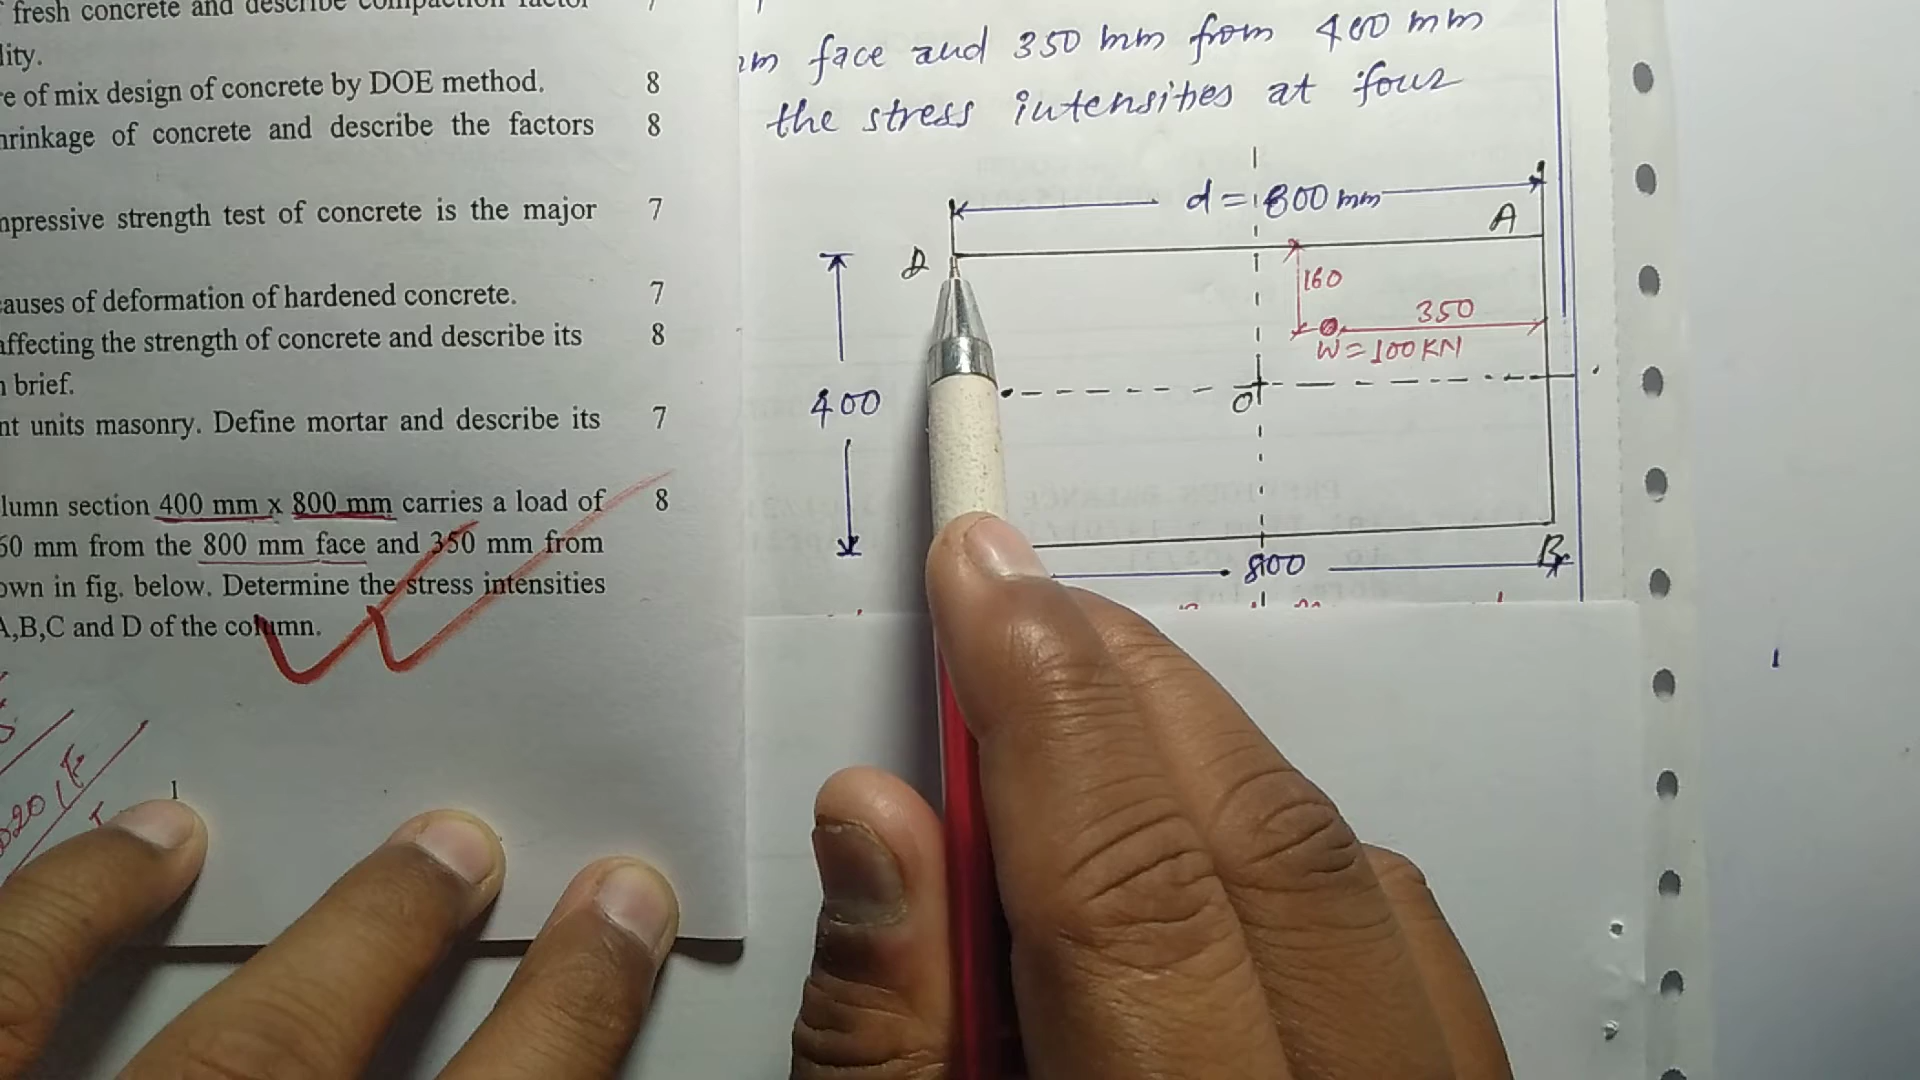 fresh concrete and describe compaction factor 7
lity.
e of mix design of concrete by DOE method. 8
hrinkage of concrete and describe the factors 8
mpressive strength test of concrete is the major 7
auses of deformation of hardened concrete. 7
affecting the strength of concrete and describe its 8
n brief.
nt units masonry. Define mortar and describe its 7
lumn section 400 mm x 800 mm carries a load of 8
60 mm from the 800 mm face and 350 mm from
own in fig. below. Determine the stress intensities
A,B,C and D of the column.
1
m face and 350 mm from 400 mm
the stress intensities at four
d = 800 mm
A
D
160
350
W = 100 KN
400
O
B
800